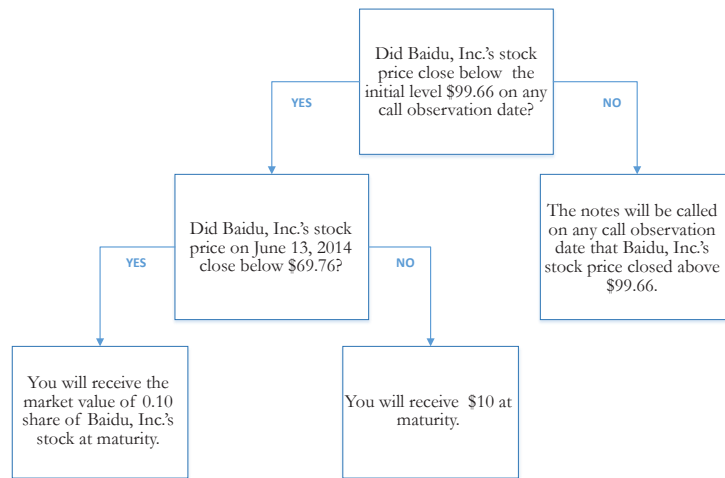 Did Baidu, Inc.'s stock
price close below the
initial level $99.66 on any
call observation date?
YES
NO
Did Baidu, Inc.'s stock
price on June 13, 2014
close below $69.76?
The notes will be called
on any call observation
date that Baidu, Inc.'s
stock price closed above
$99.66.
YES
NO
You will receive the
market value of 0.10
share of Baidu, Inc.'s
stock at maturity.
You will receive $10 at
maturity.